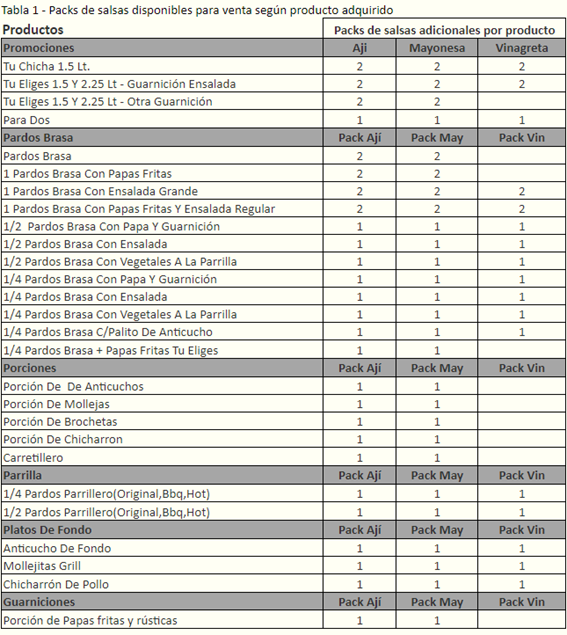 Tabla 1 - Packs de salsas disponibles para venta según producto adquirido
Productos Packs de salsas adicionales por producto
Promociones Aji Mayonesa Vinagreta
Tu Chicha 1.5 Lt. 2 2 2
Tu Eliges 1.5 Y 2.25 Lt - Guarnición Ensalada 2 2 2
Tu Eliges 1.5 Y 2.25 Lt - Otra Guarnición 2 2
Para Dos 1 1 1
Pardos Brasa Pack Ají Pack May Pack Vin
Pardos Brasa 2 2
1 Pardos Brasa Con Papas Fritas 2 2
1 Pardos Brasa Con Ensalada Grande 2 2 2
1 Pardos Brasa Con Papas Fritas Y Ensalada Regular 2 2 2
1/2 Pardos Brasa Con Papa Y Guarnición 1 1 1
1/2 Pardos Brasa Con Ensalada 1 1 1
1/2 Pardos Brasa Con Vegetales A La Parrilla 1 1 1
1/4 Pardos Brasa Con Papa Y Guarnición 1 1 1
1/4 Pardos Brasa Con Ensalada 1 1 1
1/4 Pardos Brasa Con Vegetales A La Parrilla 1 1 1
1/4 Pardos Brasa C/Palito De Anticucho 1 1 1
1/4 Pardos Brasa + Papas Fritas Tu Eliges 1 1
Porciones Pack Ají Pack May Pack Vin
Porción De De Anticuchos 1 1
Porción De Mollejas 1 1
Porción De Brochetas 1 1
Porción De Chicharron 1 1
Carretillero 1 1
Parrilla Pack Ají Pack May Pack Vin
1/4 Pardos Parrillero(Original,Bbq,Hot) 1 1 1
1/2 Pardos Parrillero(Original,Bbq,Hot) 1 1 1
Platos De Fondo Pack Ají Pack May Pack Vin
Anticucho De Fondo 1 1 1
Mollejitas Grill 1 1 1
Chicharrón De Pollo 1 1 1
Guarniciones Pack Ají Pack May Pack Vin
Porción de Papas fritas y rústicas 1 1